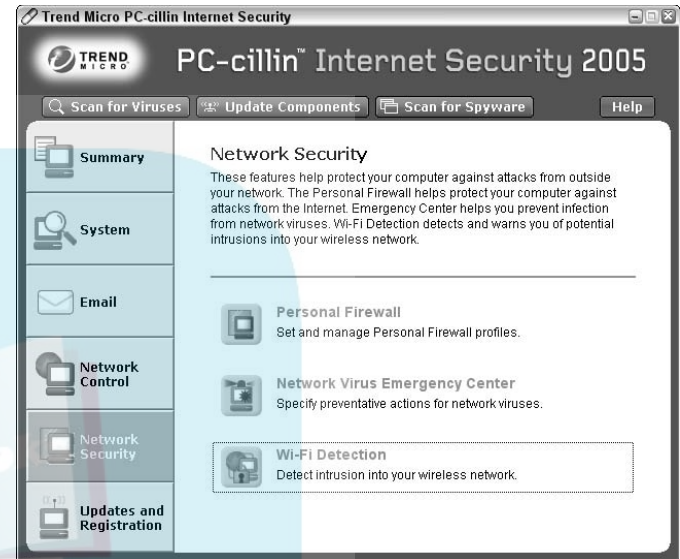 Trend Micro PC-cillin Internet Security
TREND MICRO
PC-cillin™ Internet Security 2005
Scan for Viruses
Update Components
Scan for Spyware
Help
Summary
System
Email
Network
Control
Network
Security
Updates and
Registration
Network Security
These features help protect your computer against attacks from outside
your network. The Personal Firewall helps protect your computer against
attacks from the Internet. Emergency Center helps you prevent infection
from network viruses. Wi-Fi Detection detects and warns you of potential
intrusions into your wireless network.
Personal Firewall
Set and manage Personal Firewall profiles.
Network Virus Emergency Center
Specify preventative actions for network viruses.
Wi-Fi Detection
Detect intrusion into your wireless network.